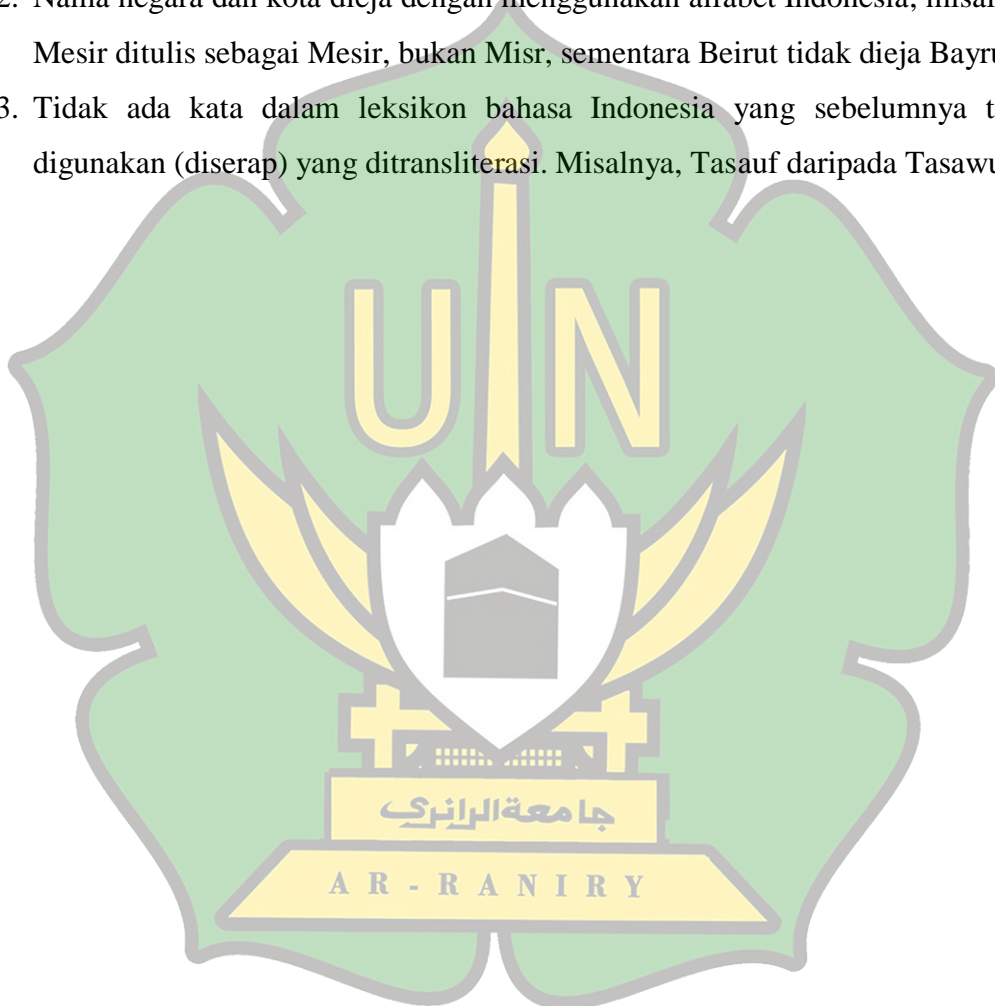 2. Nama negara dan kota dieja dengan menggunakan alfabet Indonesia, misal
Mesir ditulis sebagai Mesir, bukan Misr, sementara Beirut tidak dieja Bayru
3. Tidak ada kata dalam leksikon bahasa Indonesia yang sebelumnya t
digunakan (diserap) yang ditransliterasi. Misalnya, Tasauf daripada Tasawu
UIN
جامعة الرانري
AR-RANIRY